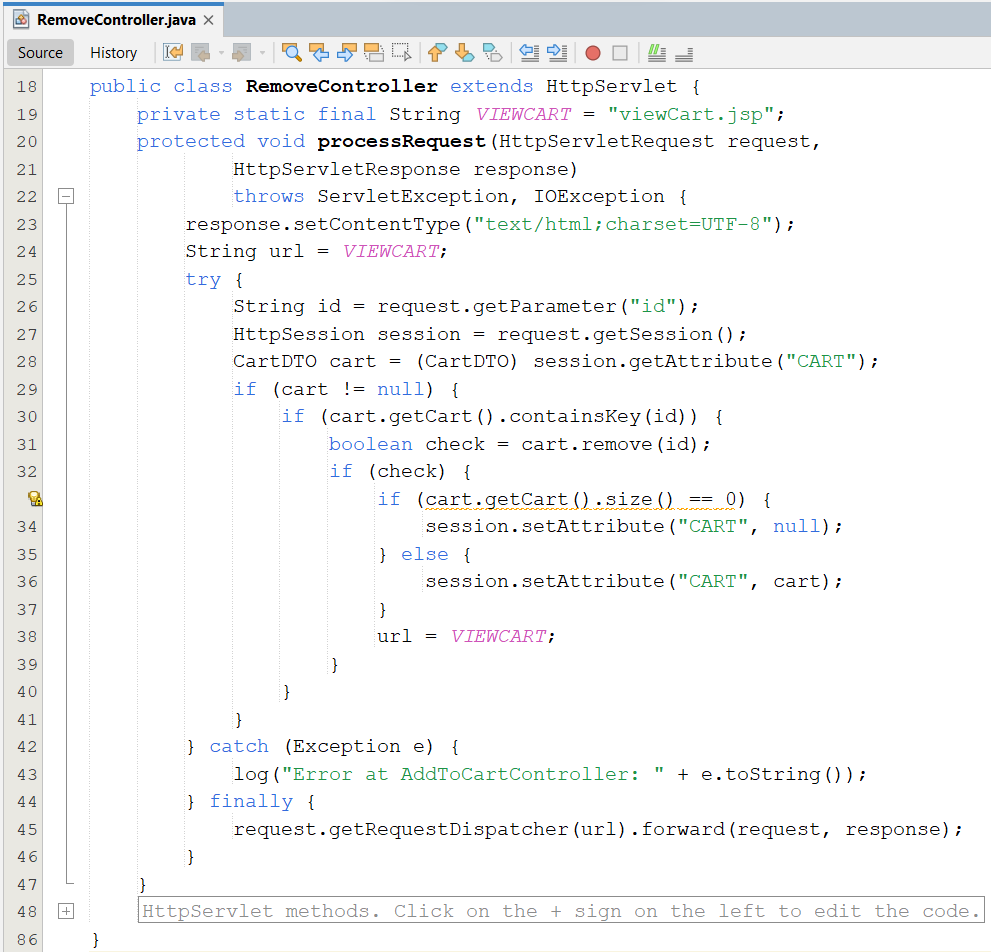 RemoveController.java
Source History
18 public class RemoveController extends HttpServlet {
19 private static final String VIEWCART = "viewCart.jsp";
20 protected void processRequest(HttpServletRequest request,
21 HttpServletResponse response)
22 throws ServletException, IOException {
23 response.setContentType("text/html;charset=UTF-8");
24 String url = VIEWCART;
25 try {
26 String id = request.getParameter("id");
27 HttpSession session = request.getSession();
28 CartDTO cart = (CartDTO) session.getAttribute("CART");
29 if (cart != null) {
30 if (cart.getCart().containsKey(id)) {
31 boolean check = cart.remove(id);
32 if (check) {
if (cart.getCart().size() == 0) {
34 session.setAttribute("CART", null);
35 } else {
36 session.setAttribute("CART", cart);
37 }
38 url = VIEWCART;
39 }
40 }
41 }
42 } catch (Exception e) {
43 log("Error at AddToCartController: " + e.toString());
44 } finally {
45 request.getRequestDispatcher(url).forward(request, response);
46 }
47 }
48 HttpServlet methods. Click on the + sign on the left to edit the code.
86 }